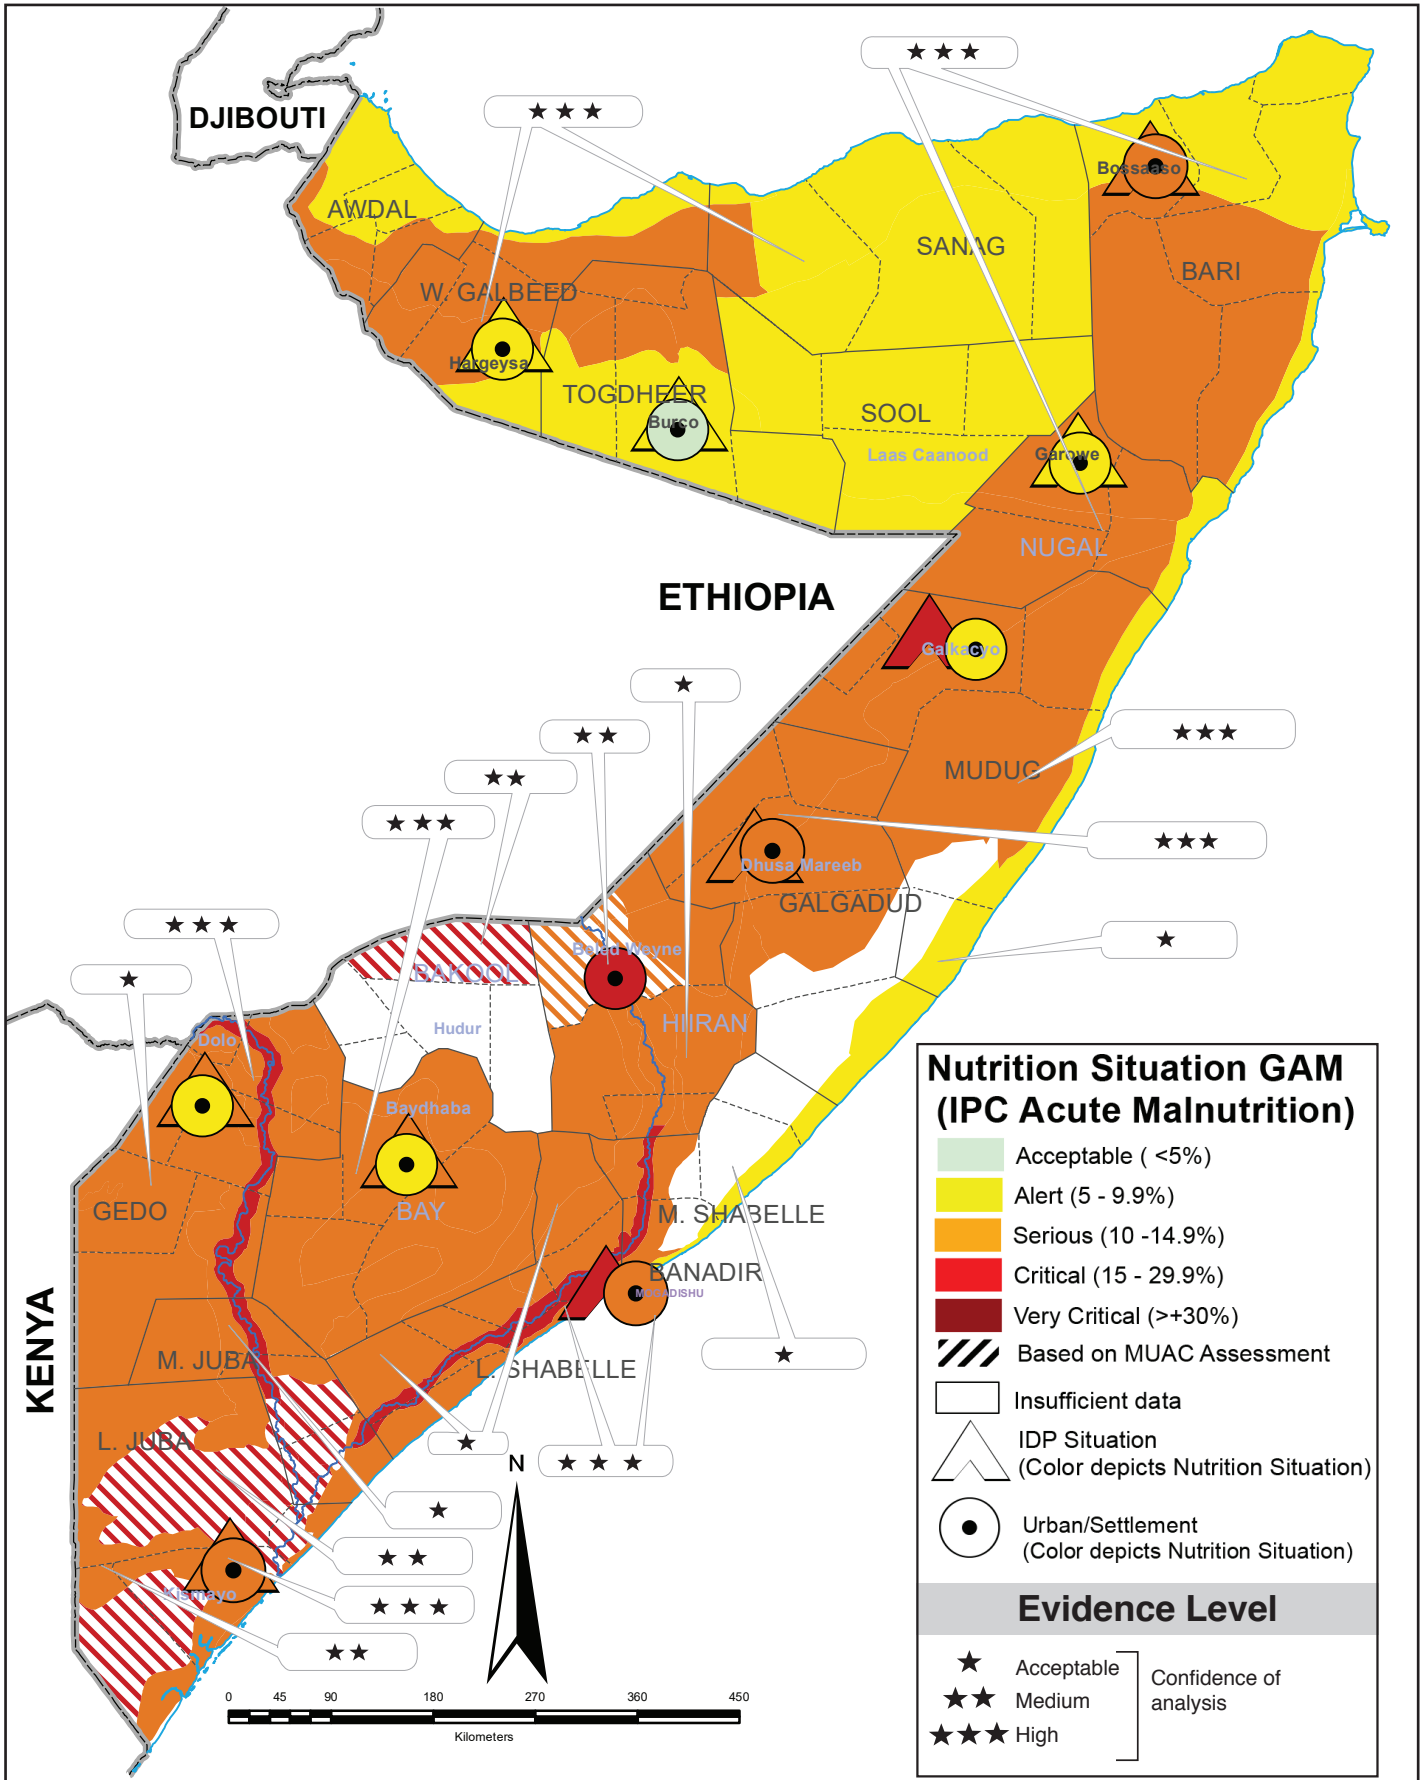 DJIBOUTI
Bossaaso
AWDAL
SANAG
BARI
W. GALBEED
Hargeysa
TOGDHEER
Burco
SOOL
Laas Caanood
Garowe
NUGAL
ETHIOPIA
Galkacyo
MUDUG
Dhusa Mareeb
GALGADUD
Baled Weyne
BAKOOL
Hudur
HIIRAN
Dolo
Baydhaba
GEDO
BAY
M. SHABELLE
BANADIR
MOGADISHU
KENYA
M. JUBA
L. SHABELLE
L. JUBA
N
Kismayo
0 45 90 180 270 360 450
Kilometers
Nutrition Situation GAM
(IPC Acute Malnutrition)
Acceptable ( <5%)
Alert (5 - 9.9%)
Serious (10 -14.9%)
Critical (15 - 29.9%)
Very Critical (>+30%)
Based on MUAC Assessment
Insufficient data
IDP Situation
(Color depicts Nutrition Situation)
Urban/Settlement
(Color depicts Nutrition Situation)
Evidence Level
Acceptable
Medium
High
Confidence of
analysis